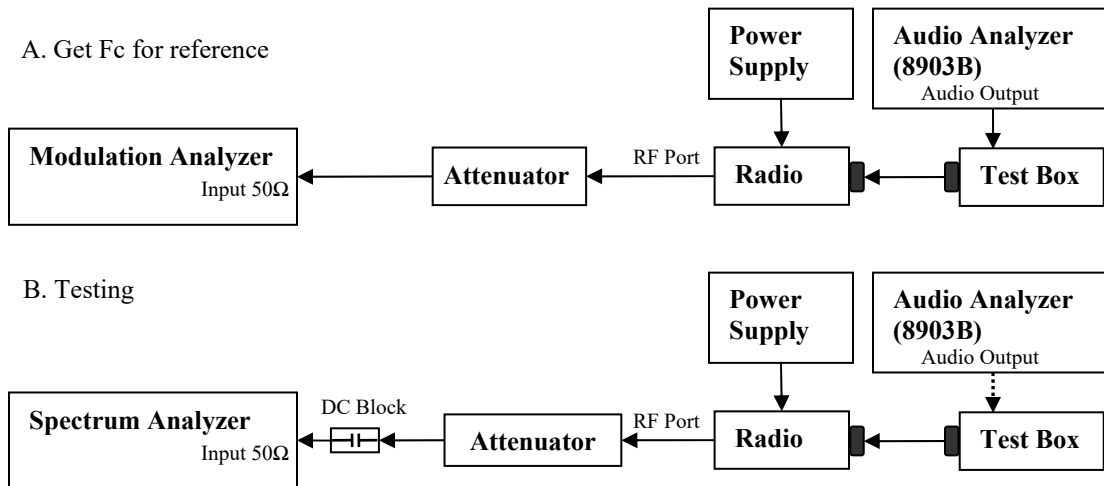 A. Get Fc for reference
Power
Supply
Audio Analyzer
(8903B)
Audio Output
Modulation Analyzer
Input 50Ω
Attenuator
RF Port
Radio
Test Box
B. Testing
Power
Supply
Audio Analyzer
(8903B)
Audio Output
Spectrum Analyzer
Input 50Ω
DC Block
Attenuator
RF Port
Radio
Test Box